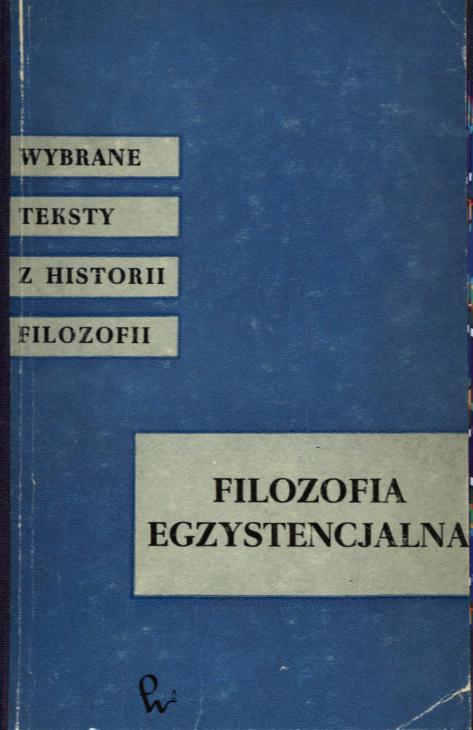 WYBRANE
TEKSTY
Z HISTORII
FILOZOFII
FILOZOFIA
EGZYSTENCJALNA